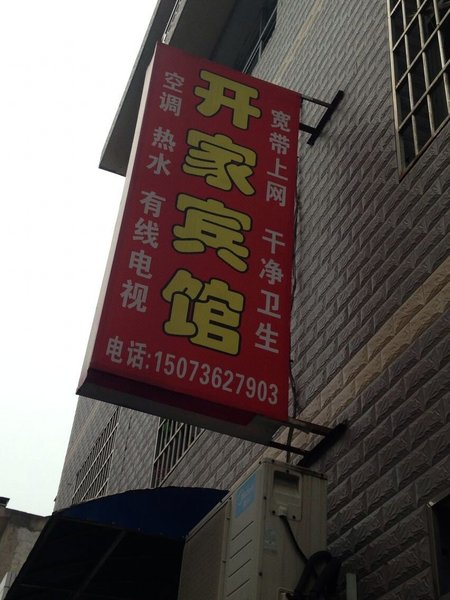 开家宾馆
宽带上网 干净卫生
空调 热水 有线电视
电话:15073627903